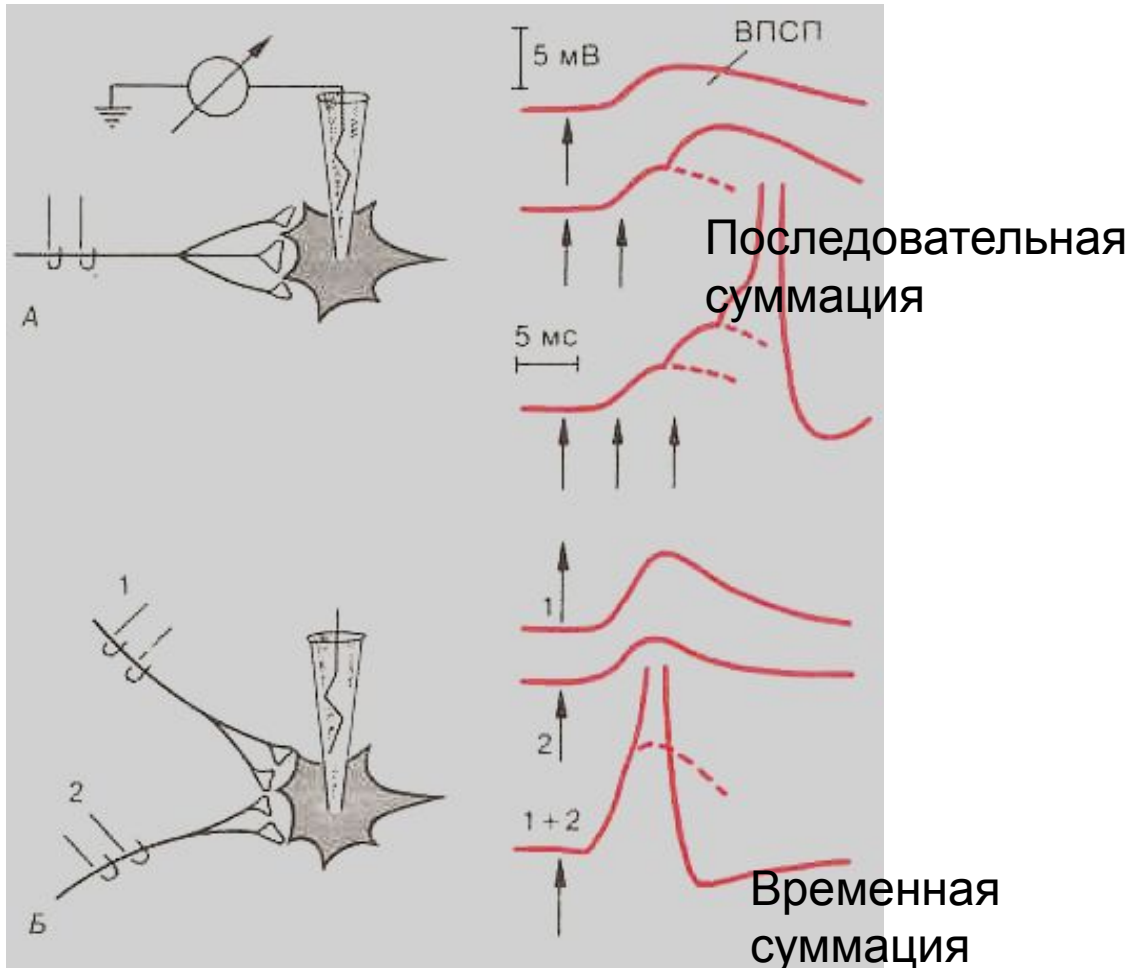 ВПСП
5 мВ
Последовательная
суммация
А
5 мс
1
1
2
2
1 + 2
Временная
суммация
Б